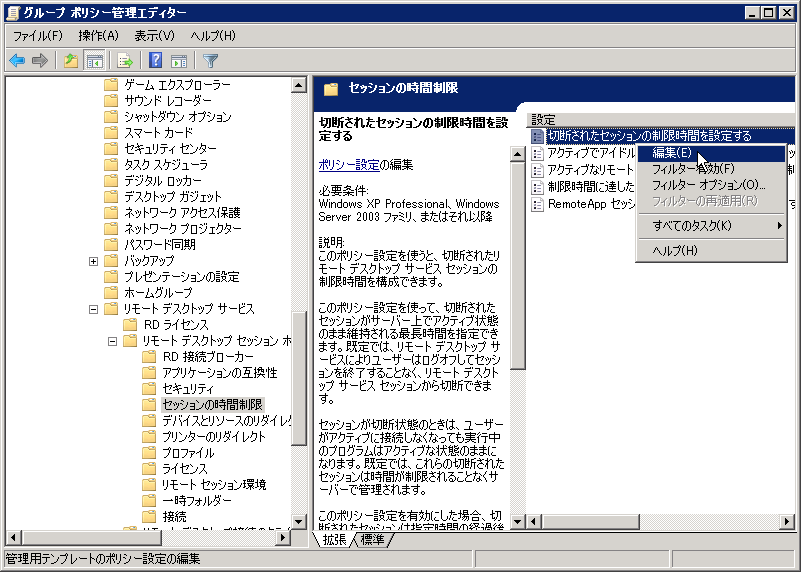 グループ ポリシー管理エディター
ファイル(F) 操作(A) 表示(V) ヘルプ(H)
ゲーム エクスプローラー
サウンド レコーダー
シャットダウン オプション
スマート カード
セキュリティ センター
タスク スケジューラ
デジタル ロッカー
デスクトップ ガジェット
ネットワーク アクセス保護
ネットワーク プロジェクター
パスワード同期
バックアップ
プレゼンテーションの設定
ホームグループ
リモート デスクトップ サービス
RD ライセンス
リモート デスクトップ セッション ホ
RD 接続ブローカー
アプリケーションの互換性
セキュリティ
セッションの時間制限
デバイスとリソースのリダイレク
プリンターのリダイレクト
プロファイル
ライセンス
リモート セッション環境
一時フォルダー
接続
セッションの時間制限
切断されたセッションの制限時間を設
定する
ポリシー設定の編集
必要条件:
Windows XP Professional、Windows
Server 2003 ファミリ、またはそれ以降
説明:
このポリシー設定を使うと、切断されたリ
モート デスクトップ サービス セッションの
制限時間を構成できます。
このポリシー設定を使って、切断された
セッションがサーバー上でアクティブ状態
のまま維持される最長時間を指定でき
ます。既定では、リモート デスクトップ サ
ービスによりユーザーはログオフしてセッシ
ョンを終了することなく、リモート デスクト
ップ サービス セッションから切断できま
す。
セッションが切断状態のときは、ユーザー
がアクティブに接続しなくなっても実行中
のプログラムはアクティブな状態のままに
なります。既定では、これらの切断された
セッションは時間が制限されることなくサ
ーバーで管理されます。
このポリシー設定を有効にした場合、切
断されたセッションは指定時間の経過後
設定
切断されたセッションの制限時間を設定する
アクティブでアイドル
アクティブなリモート
制限時間に達した
RemoteApp セッシ
編集(E)
フィルター有効(F)
フィルター オプション(O)...
フィルターの再適用(R)
すべてのタスク(K)
ヘルプ(H)
拡張 標準
管理用テンプレートのポリシー設定の編集